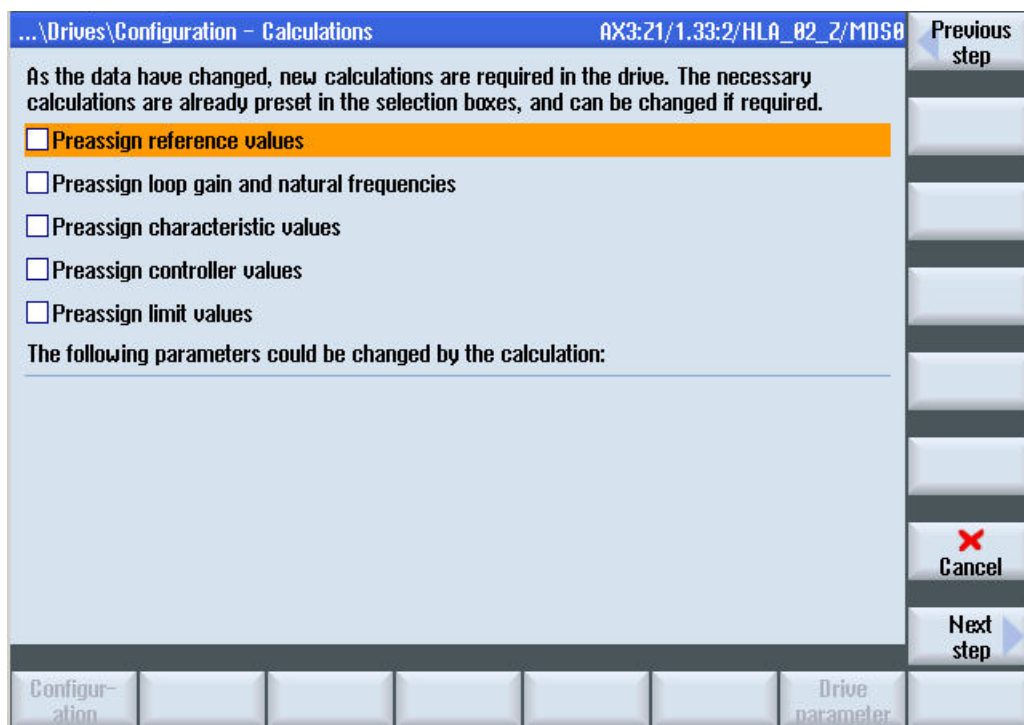 ...\Drives\Configuration - Calculations
AX3:Z1/1.33:2/HLA_02_Z/MDS0
Previous
step
As the data have changed, new calculations are required in the drive. The necessary
calculations are already preset in the selection boxes, and can be changed if required.
Preassign reference values
Preassign loop gain and natural frequencies
Preassign characteristic values
Preassign controller values
Preassign limit values
The following parameters could be changed by the calculation:
Cancel
Next
step
Configur-
ation
Drive
parameter